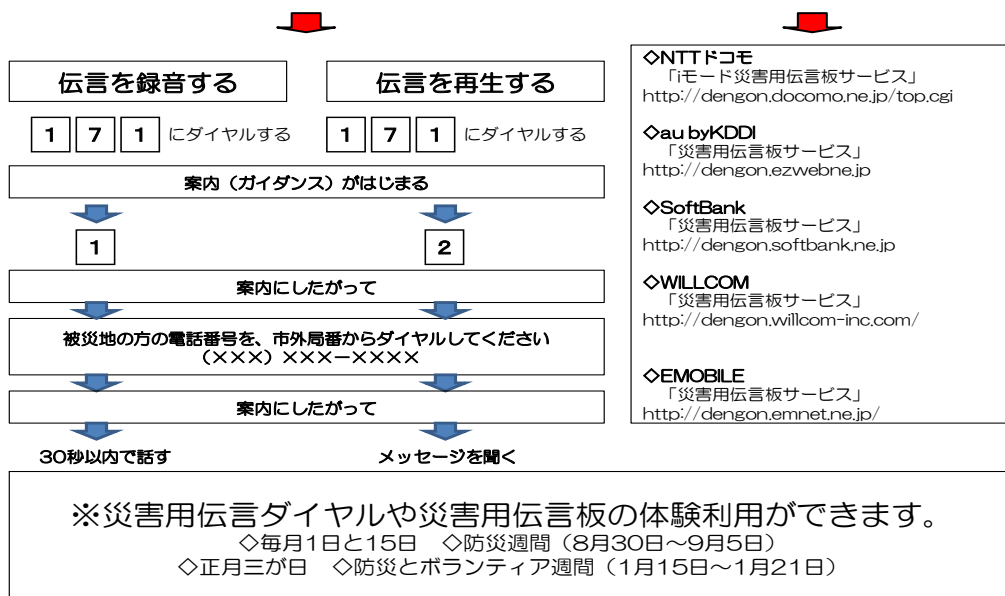 伝言を録音する
伝言を再生する
1 7 1 にダイヤルする
1 7 1 にダイヤルする
案内（ガイダンス）がはじまる
1
2
案内にしたがって
被災地の方の電話番号を、市外局番からダイヤルしてください
（×××）×××－××××
案内にしたがって
30秒以内で話す
メッセージを聞く
◇NTTドコモ
「iモード災害用伝言板サービス」
http://dengon.docomo.ne.jp/top.cgi
◇au byKDDI
「災害用伝言板サービス」
http://dengon.ezwebne.jp
◇SoftBank
「災害用伝言板サービス」
http://dengon.softbank.ne.jp
◇WILLCOM
「災害用伝言板サービス」
http://dengon.willcom-inc.com/
◇EMOBILE
「災害用伝言板サービス」
http://dengon.emnet.ne.jp/
※災害用伝言ダイヤルや災害用伝言板の体験利用ができます。
◇毎月1日と15日　◇防災週間（8月30日～9月5日）
◇正月三が日　◇防災とボランティア週間（1月15日～1月21日）